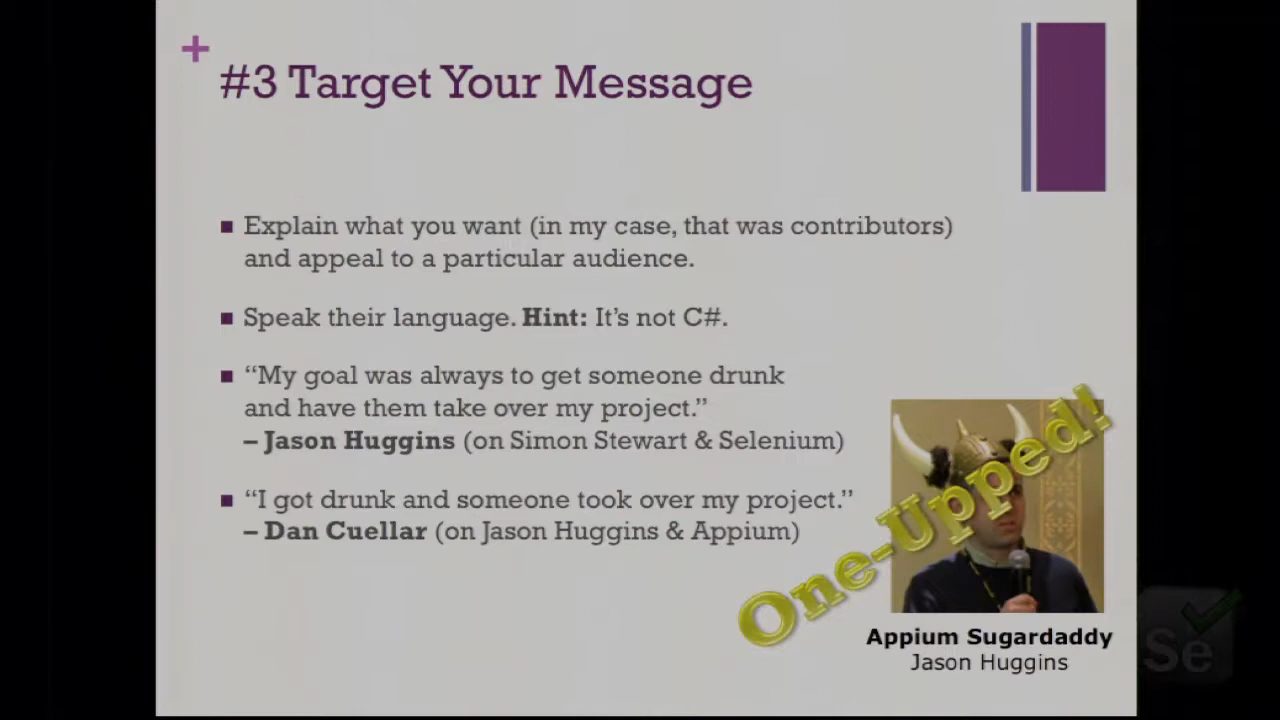 +
#3 Target Your Message
Explain what you want (in my case, that was contributors)
and appeal to a particular audience.
Speak their language. Hint: It’s not C#.
“My goal was always to get someone drunk
and have them take over my project.”
– Jason Huggins (on Simon Stewart & Selenium)
“I got drunk and someone took over my project.”
– Dan Cuellar (on Jason Huggins & Appium)
One-Upped!
Appium Sugardaddy
Jason Huggins
Se